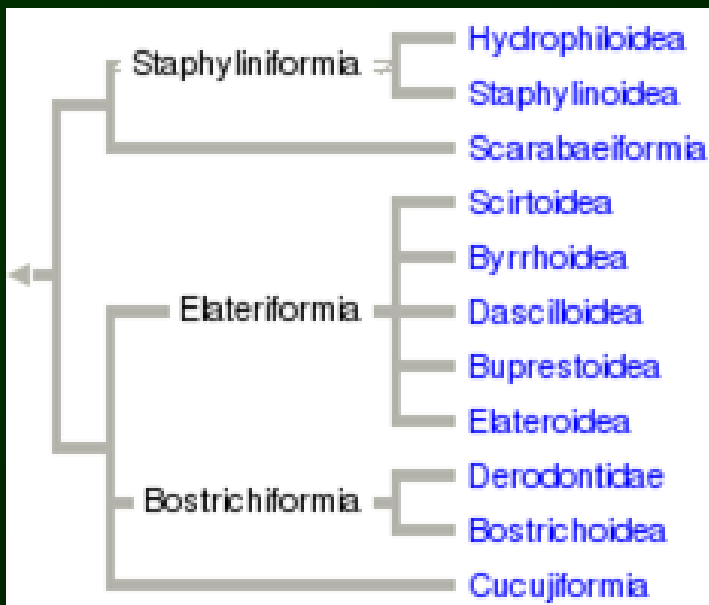 Hydrophiloidea
Staphyliniformia
Staphylinoidea
Scarabaeiformia
Scirtoidea
Byrrhoidea
Elateriformia
Dascilloidea
Buprestoidea
Elateroidea
Derodontidae
Bostrichiformia
Bostrichoidea
Cucujiformia